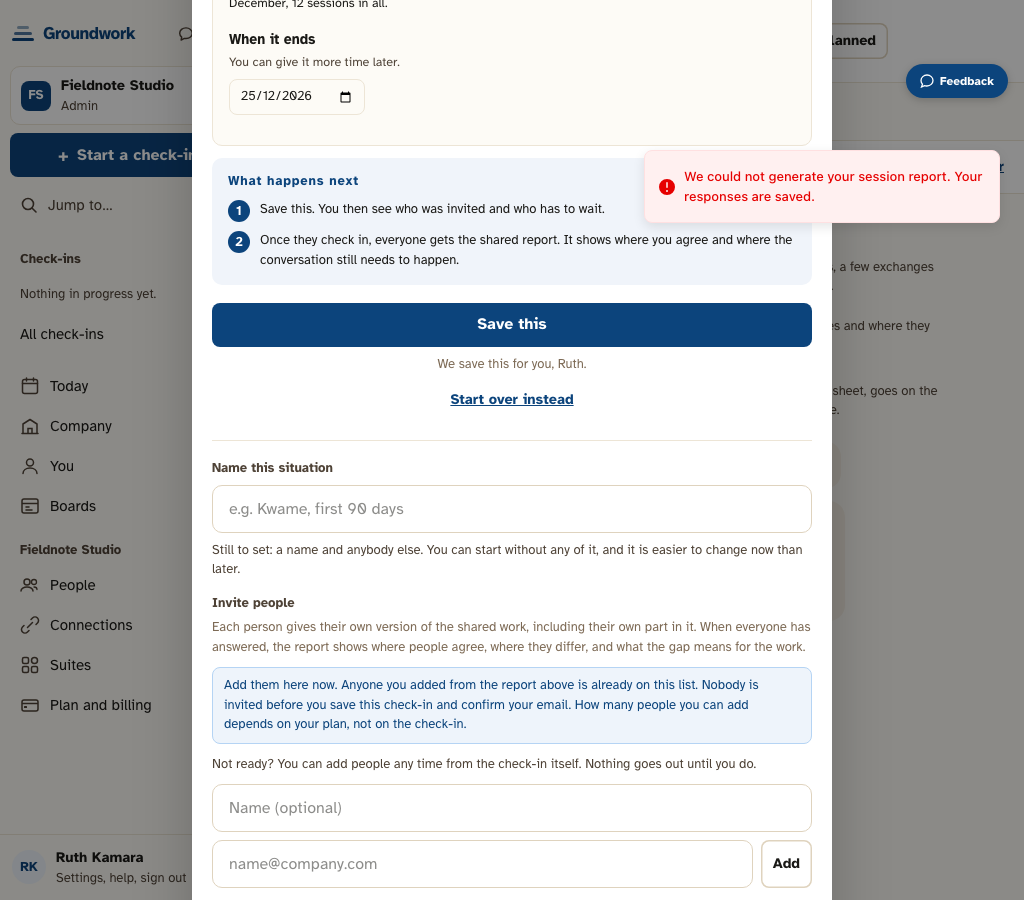 December, 12 sessions in all.
When it ends
You can give it more time later.
25/12/2026
What happens next
1 Save this. You then see who was invited and who has to wait.
2 Once they check in, everyone gets the shared report. It shows where you agree and where the
conversation still needs to happen.
Save this
We save this for you, Ruth.
Start over instead
Name this situation
e.g. Kwame, first 90 days
Still to set: a name and anybody else. You can start without any of it, and it is easier to change now than
later.
Invite people
Each person gives their own version of the shared work, including their own part in it. When everyone has
answered, the report shows where people agree, where they differ, and what the gap means for the work.
Add them here now. Anyone you added from the report above is already on this list. Nobody is
invited before you save this check-in and confirm your email. How many people you can add
depends on your plan, not on the check-in.
Not ready? You can add people any time from the check-in itself. Nothing goes out until you do.
Name (optional)
name@company.com
Add
We could not generate your session report. Your
responses are saved.
Feedback
Groundwork
FS
Fieldnote Studio
Admin
+ Start a check-in
Jump to...
Check-ins
Nothing in progress yet.
All check-ins
Today
Company
You
Boards
Fieldnote Studio
People
Connections
Suites
Plan and billing
RK
Ruth Kamara
Settings, help, sign out
, a few exchanges
and where they
sheet, goes on the